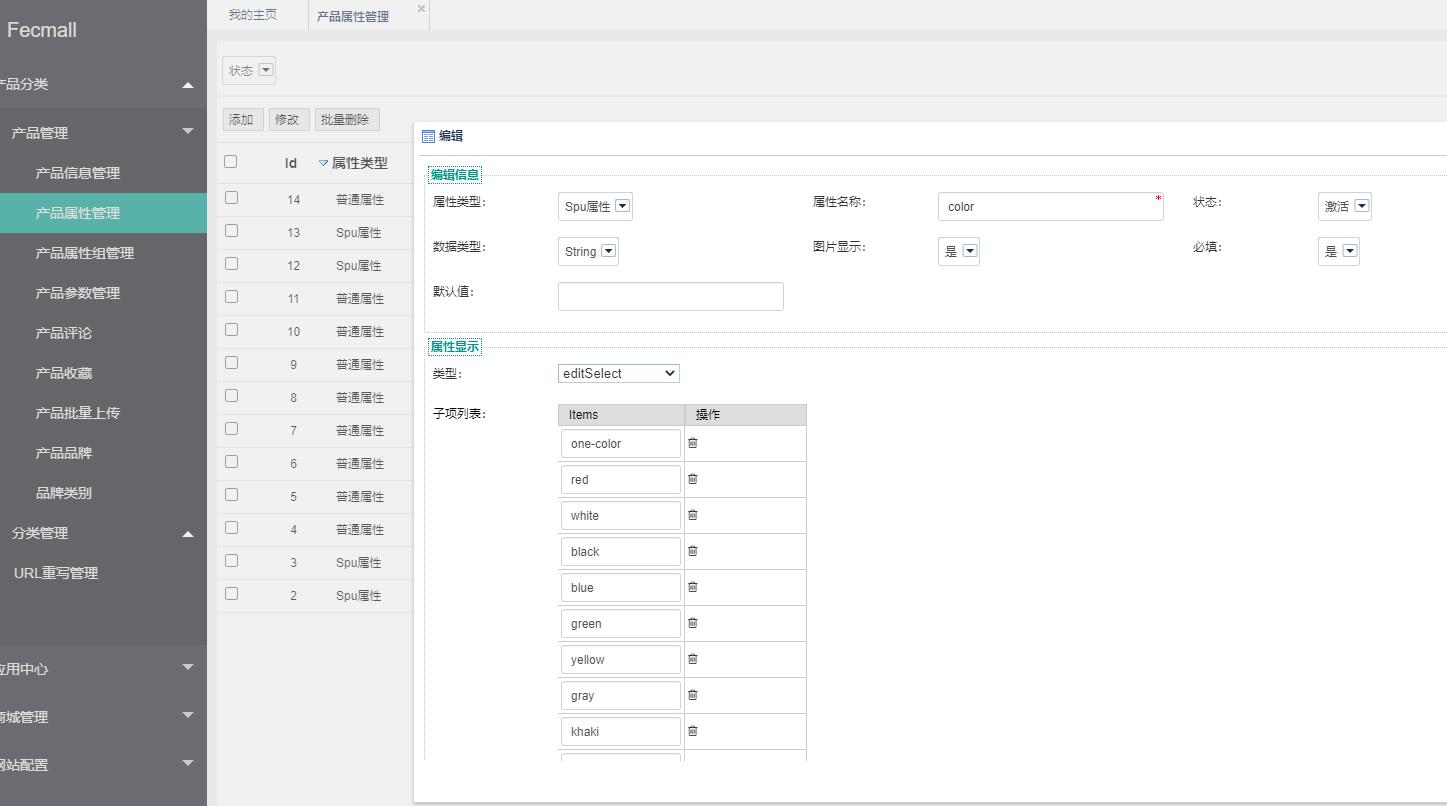 Fecmall
产品分类
产品管理
产品信息管理
产品属性管理
产品属性组管理
产品参数管理
产品评论
产品收藏
产品批量上传
产品品牌
品牌类别
分类管理
URL重写管理
应用中心
商城管理
网站配置
我的主页 产品属性管理
状态
添加 修改 批量删除
Id 属性类型
14 普通属性
13 Spu属性
12 Spu属性
11 普通属性
10 普通属性
9 普通属性
8 普通属性
7 普通属性
6 普通属性
5 普通属性
4 普通属性
3 Spu属性
2 Spu属性
编辑
编辑信息
属性类型: Spu属性 属性名称: color * 状态: 激活
数据类型: String 图片显示: 是 必填: 是
默认值:
属性显示
类型: editSelect
子项列表: Items 操作
one-color
red
white
black
blue
green
yellow
gray
khaki